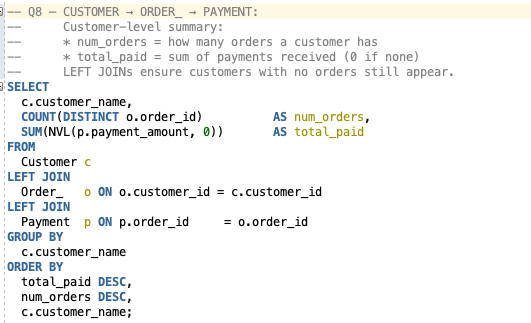 -- Q8 – CUSTOMER → ORDER_ → PAYMENT:
--      Customer-level summary:
--      * num_orders = how many orders a customer has
--      * total_paid = sum of payments received (0 if none)
--      LEFT JOINs ensure customers with no orders still appear.
SELECT
  c.customer_name,
  COUNT(DISTINCT o.order_id)          AS num_orders,
  SUM(NVL(p.payment_amount, 0))       AS total_paid
FROM
  Customer c
LEFT JOIN
  Order_   o ON o.customer_id = c.customer_id
LEFT JOIN
  Payment  p ON p.order_id     = o.order_id
GROUP BY
  c.customer_name
ORDER BY
  total_paid DESC,
  num_orders DESC,
  c.customer_name;